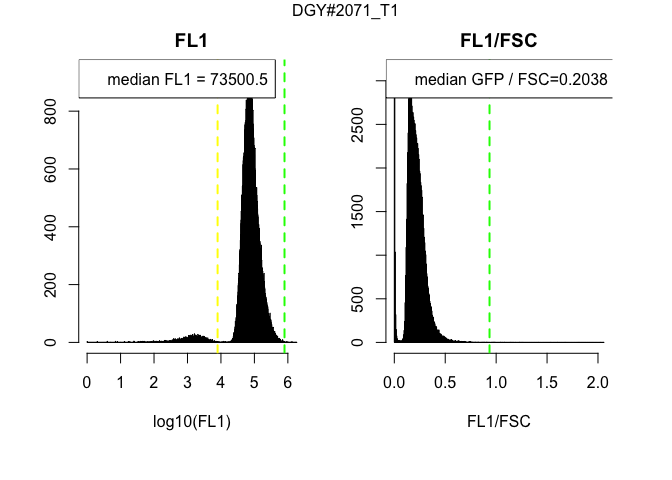 DGY#2071_T1
FL1
median FL1 = 73500.5
0
200
400
600
800
0 1 2 3 4 5 6
log10(FL1)
FL1/FSC
median GFP / FSC=0.2038
0
500
1500
2500
0.0 0.5 1.0 1.5 2.0
FL1/FSC